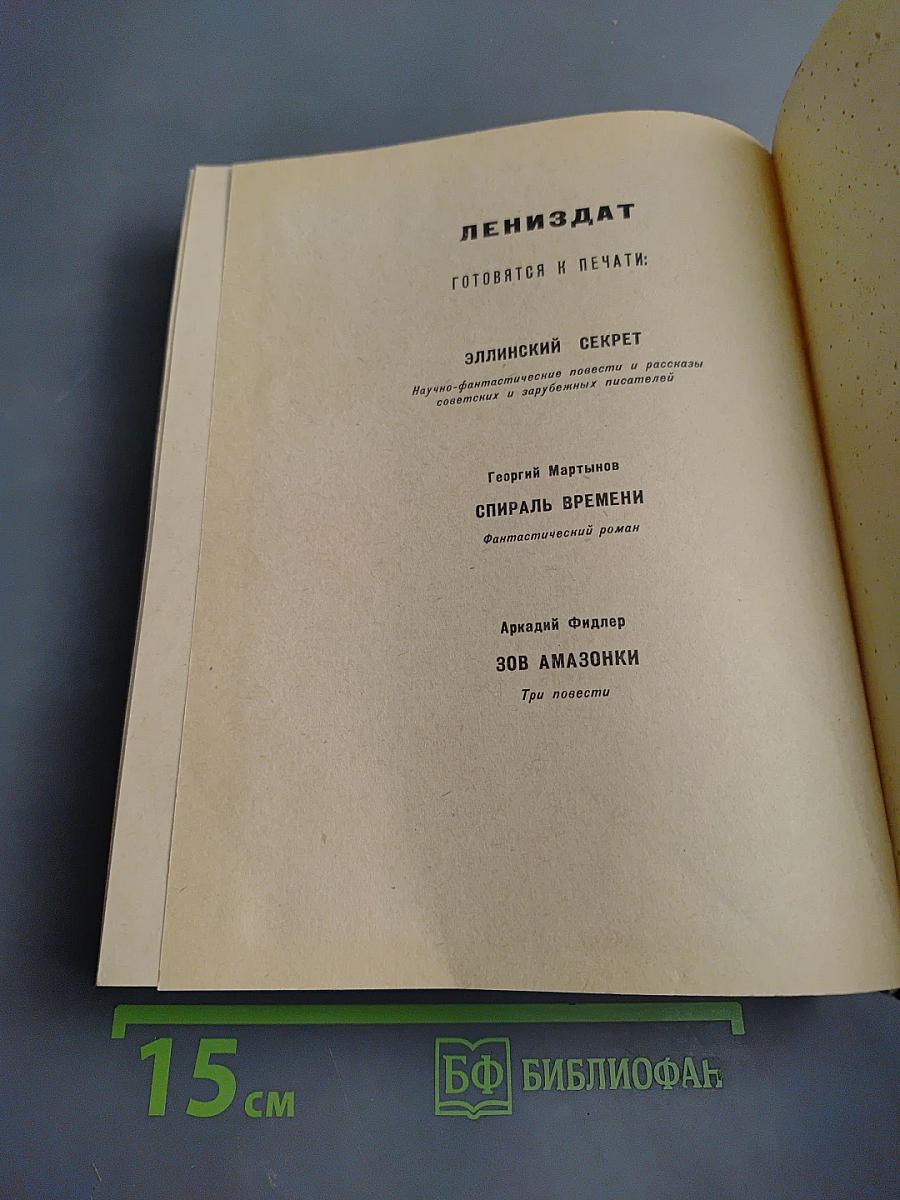 ЛЕНИЗДАТ
ГОТОВЯТСЯ К ПЕЧАТИ:
ЭЛЛИНСКИЙ СЕКРЕТ
Научно-фантастические повести и рассказы
советских и зарубежных писателей
Георгий Мартынов
СПИРАЛЬ ВРЕМЕНИ
Фантастический роман
Аркадий Фидлер
ЗОВ АМАЗОНКИ
Три повести
15 см
БФ БИБЛИОФАН